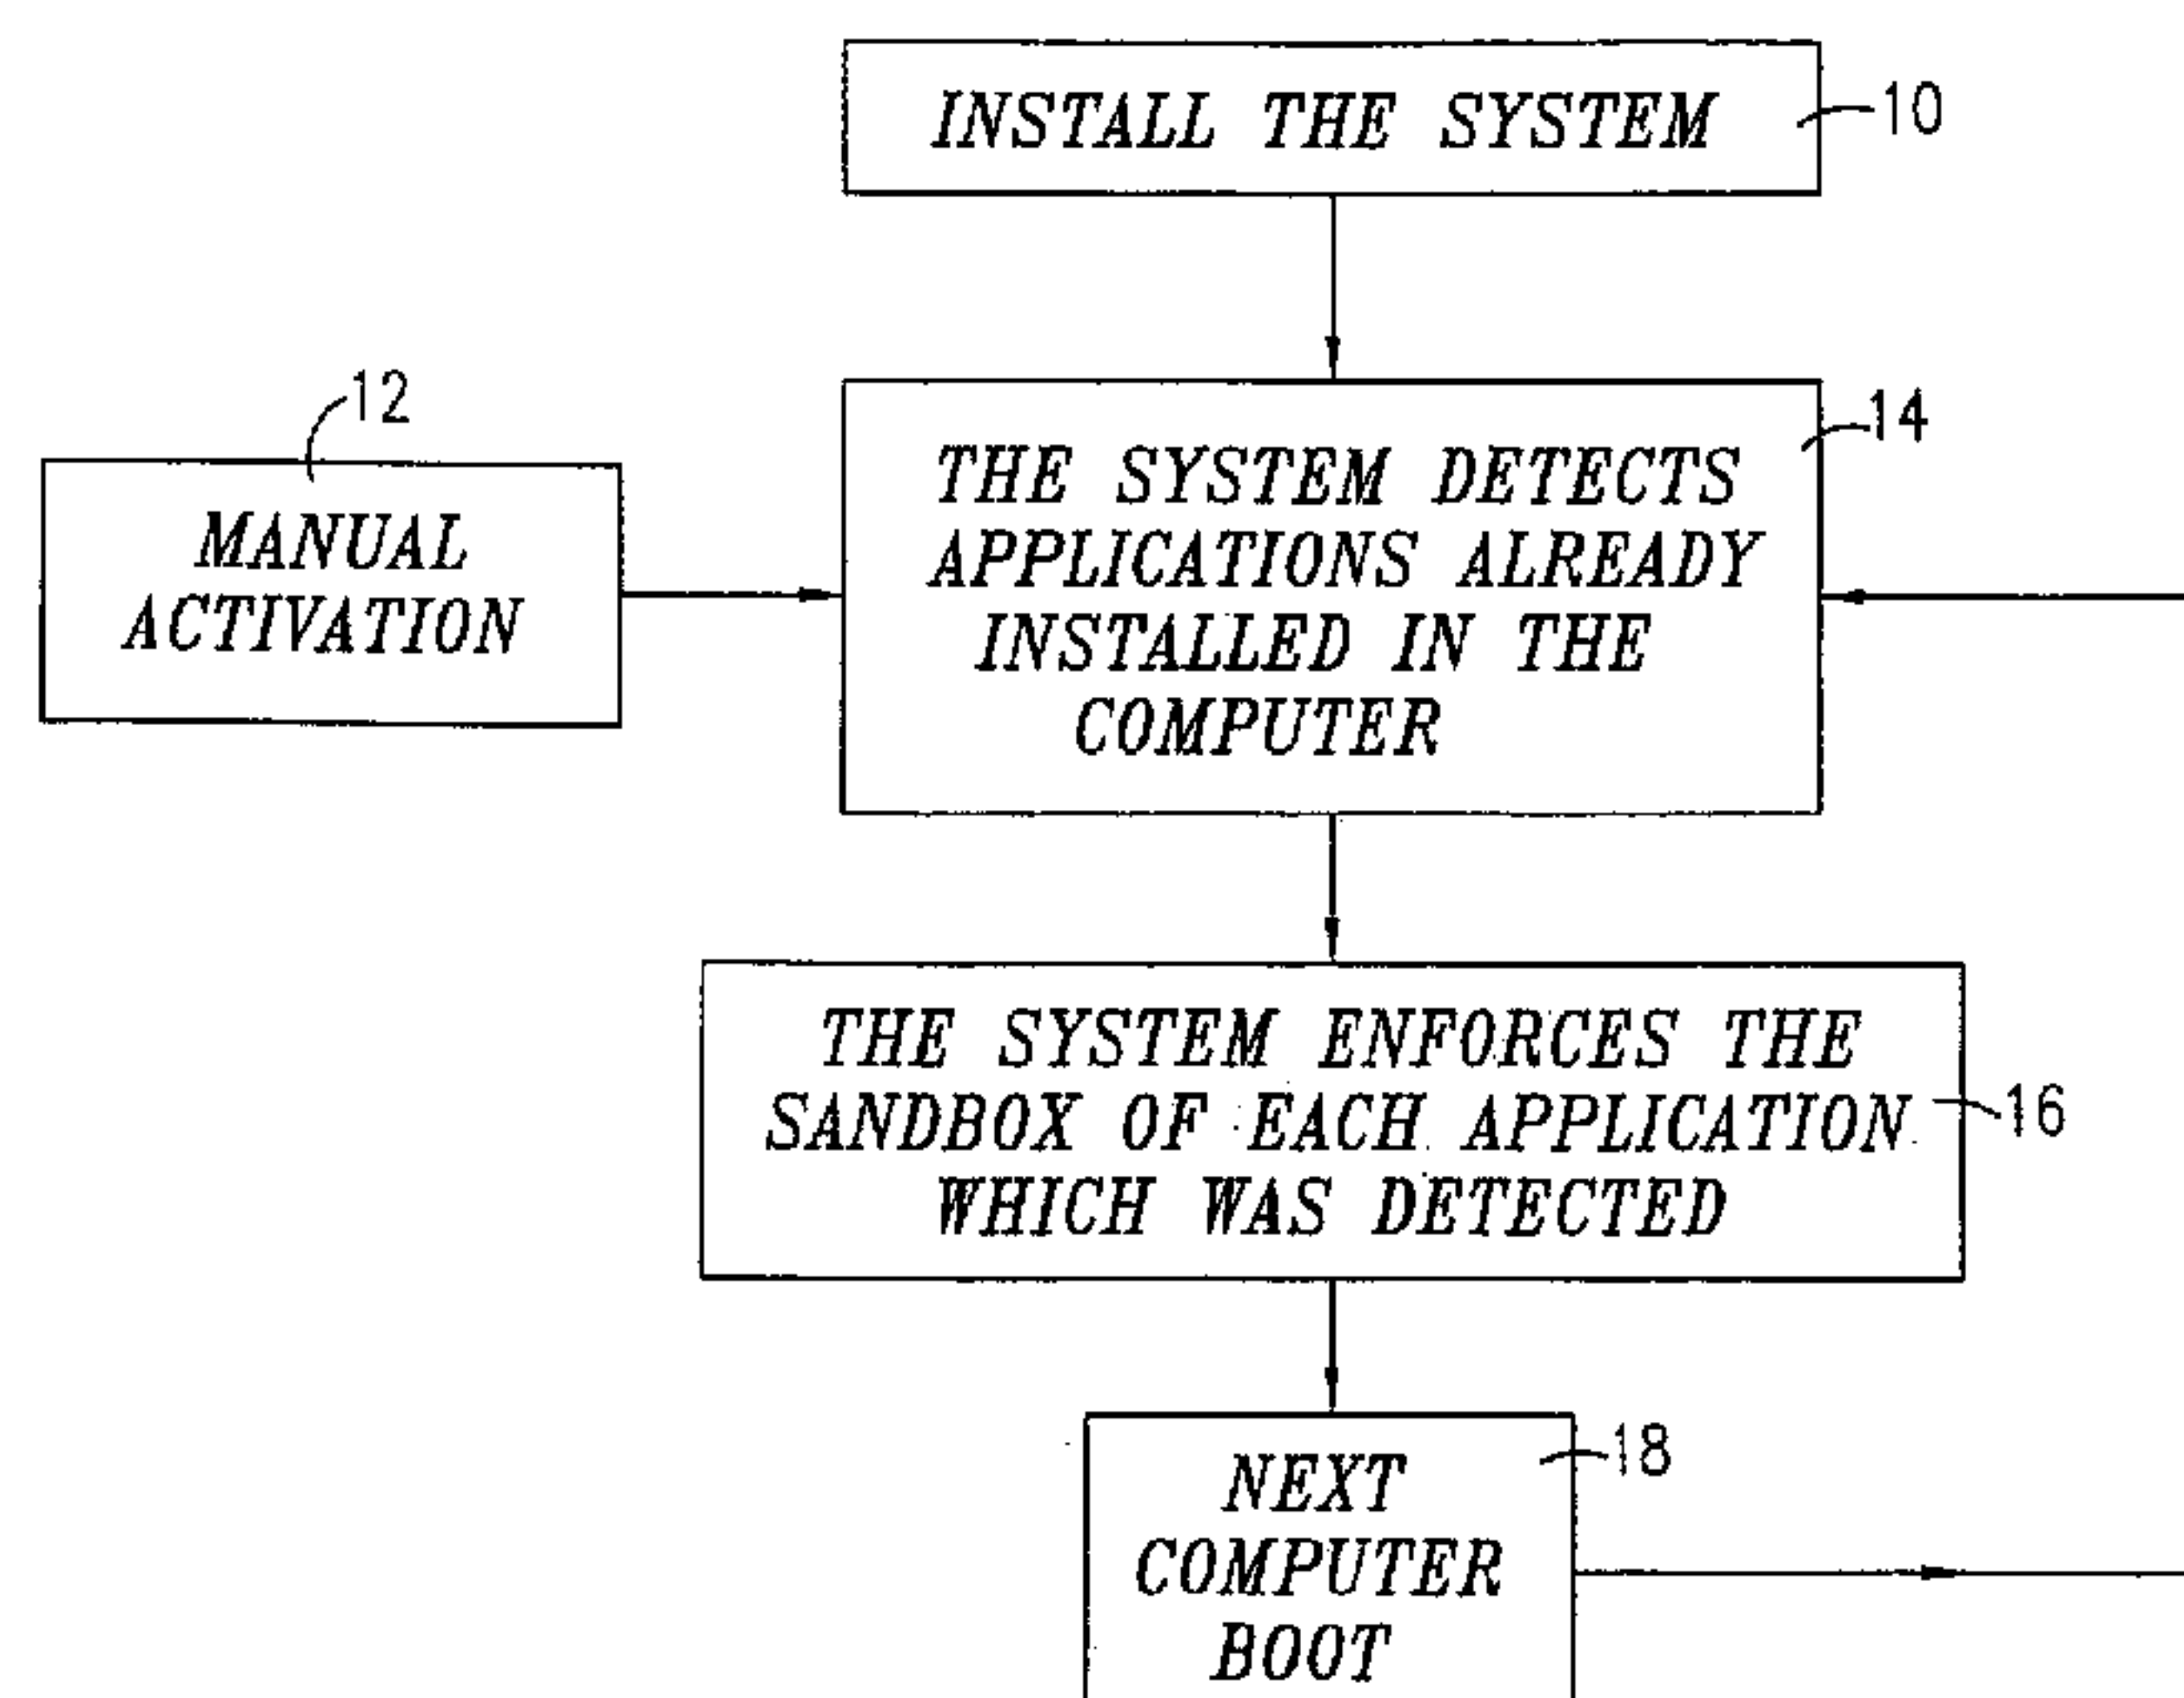 INSTALL THE SYSTEM
10
12
MANUAL
ACTIVATION
14
THE SYSTEM DETECTS
APPLICATIONS ALREADY
INSTALLED IN THE
COMPUTER
THE SYSTEM ENFORCES THE
SANDBOX OF EACH APPLICATION
WHICH WAS DETECTED
16
18
NEXT
COMPUTER
BOOT